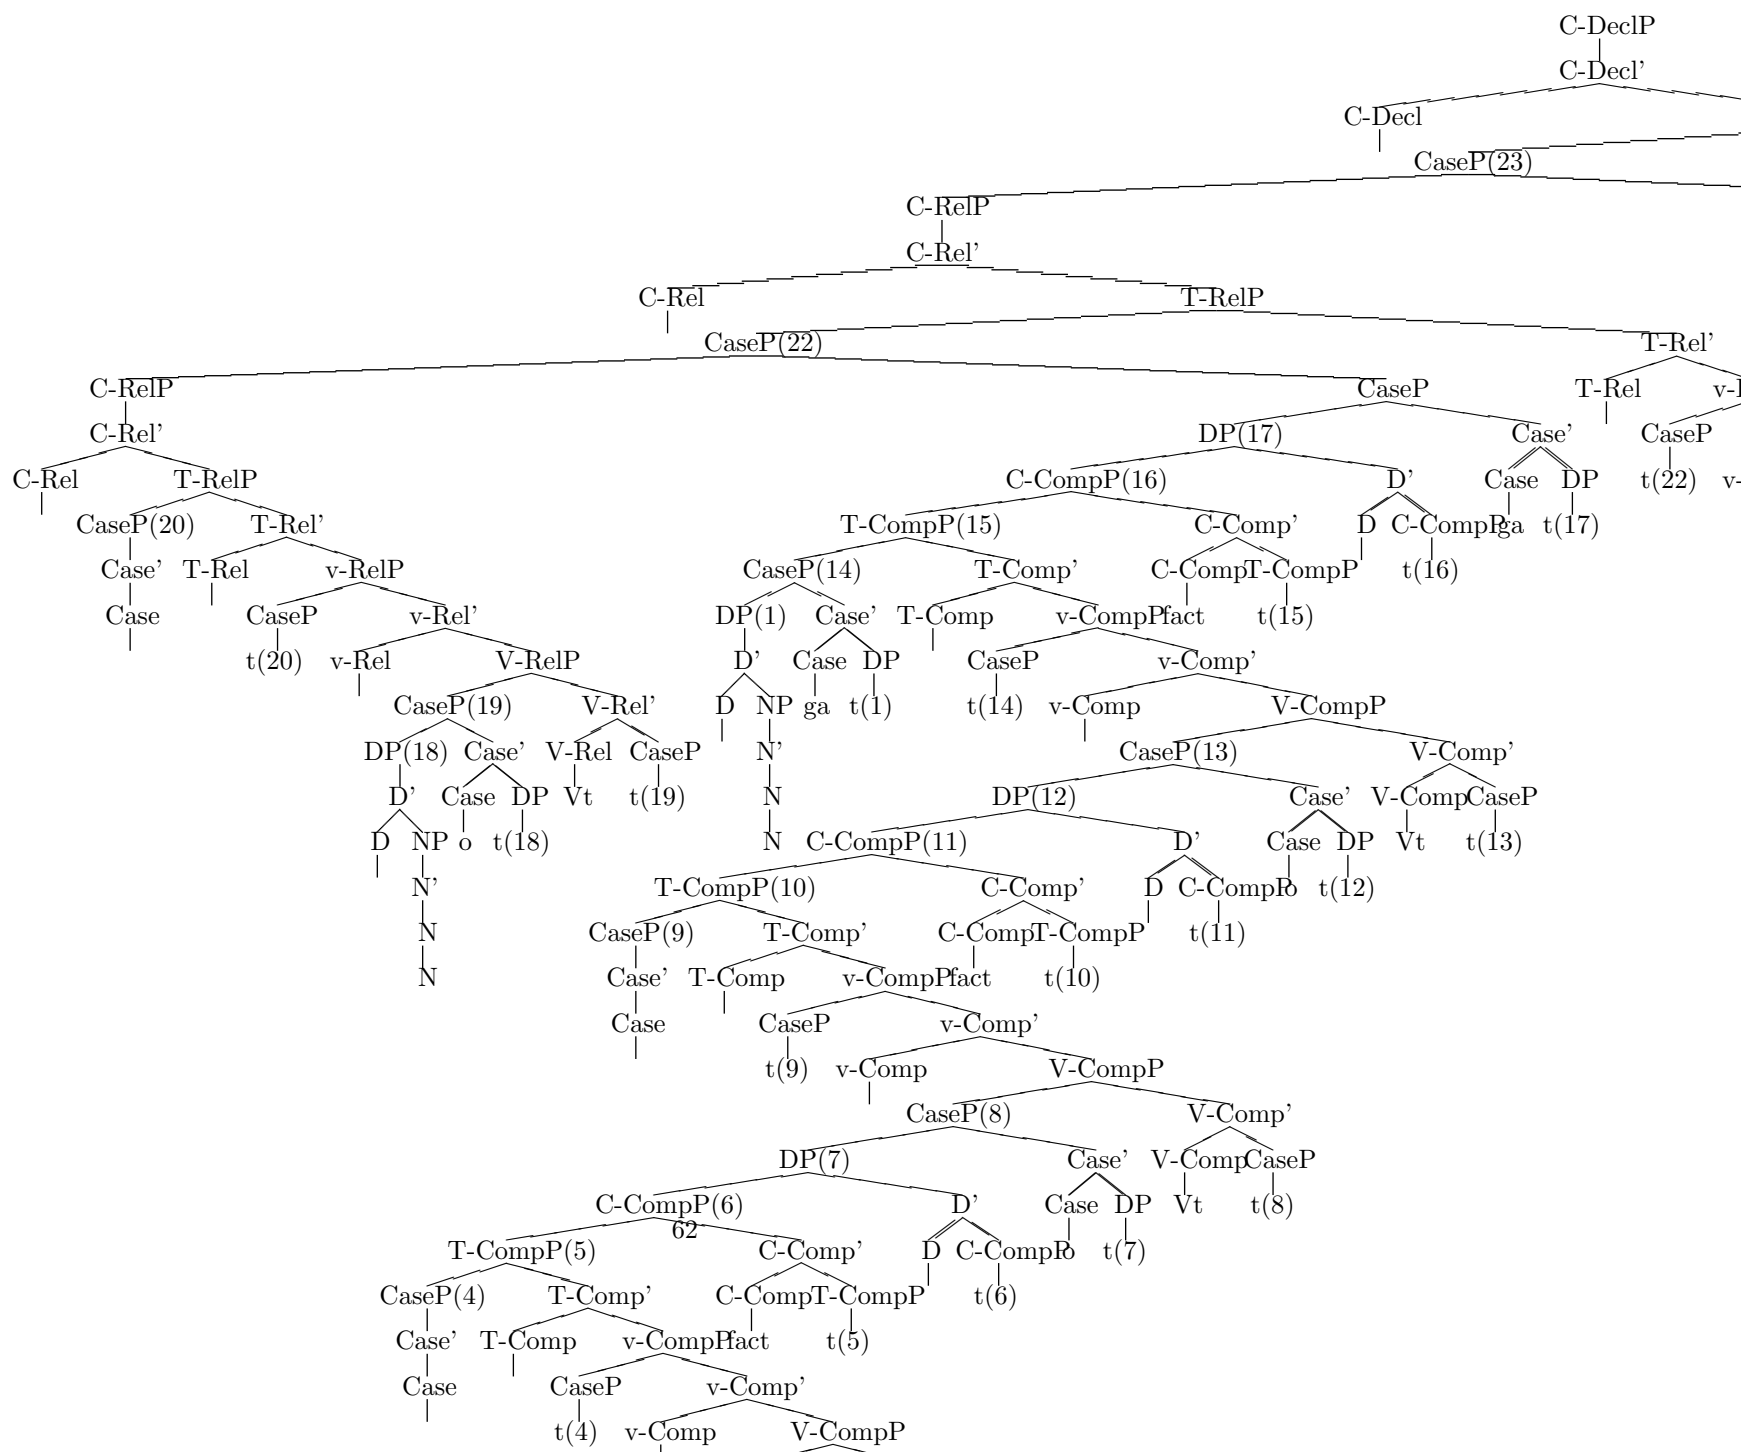 C-DeclP
C-Decl'
C-Decl
CaseP(23)
C-RelP
C-Rel'
C-Rel T-RelP
CaseP(22) T-Rel'
C-RelP CaseP T-Rel
C-Rel' DP(17) Case' CaseP
C-Rel T-RelP C-CompP(16) D' Case DP t(22)
CaseP(20) T-Rel' T-CompP(15) C-Comp' D C-CompP ga t(17)
Case' T-Rel v-RelP CaseP(14) T-Comp' C-Comp T-CompP t(16)
Case CaseP v-Rel' DP(1) Case' T-Comp v-CompP fact t(15)
t(20) v-Rel V-RelP D' Case DP CaseP v-Comp'
CaseP(19) V-Rel' D NP ga t(1) t(14) v-Comp V-CompP
DP(18) Case' V-Rel CaseP N' CaseP(13) V-Comp'
D' Case DP Vt t(19) N DP(12) Case' V-Comp CaseP
D NP o t(18) N C-CompP(11) D' Case DP Vt t(13)
N' T-CompP(10) C-Comp' D C-CompP o t(12)
N CaseP(9) T-Comp' C-Comp T-CompP t(11)
N Case' T-Comp v-CompP fact t(10)
Case CaseP v-Comp'
t(9) v-Comp V-CompP
CaseP(8) V-Comp'
DP(7) Case' V-Comp CaseP
C-CompP(6) D' Case DP Vt t(8)
62
T-CompP(5) C-Comp' D C-CompP o t(7)
CaseP(4) T-Comp' C-Comp T-CompP t(6)
Case' T-Comp v-CompP fact t(5)
Case CaseP v-Comp'
t(4) v-Comp V-CompP